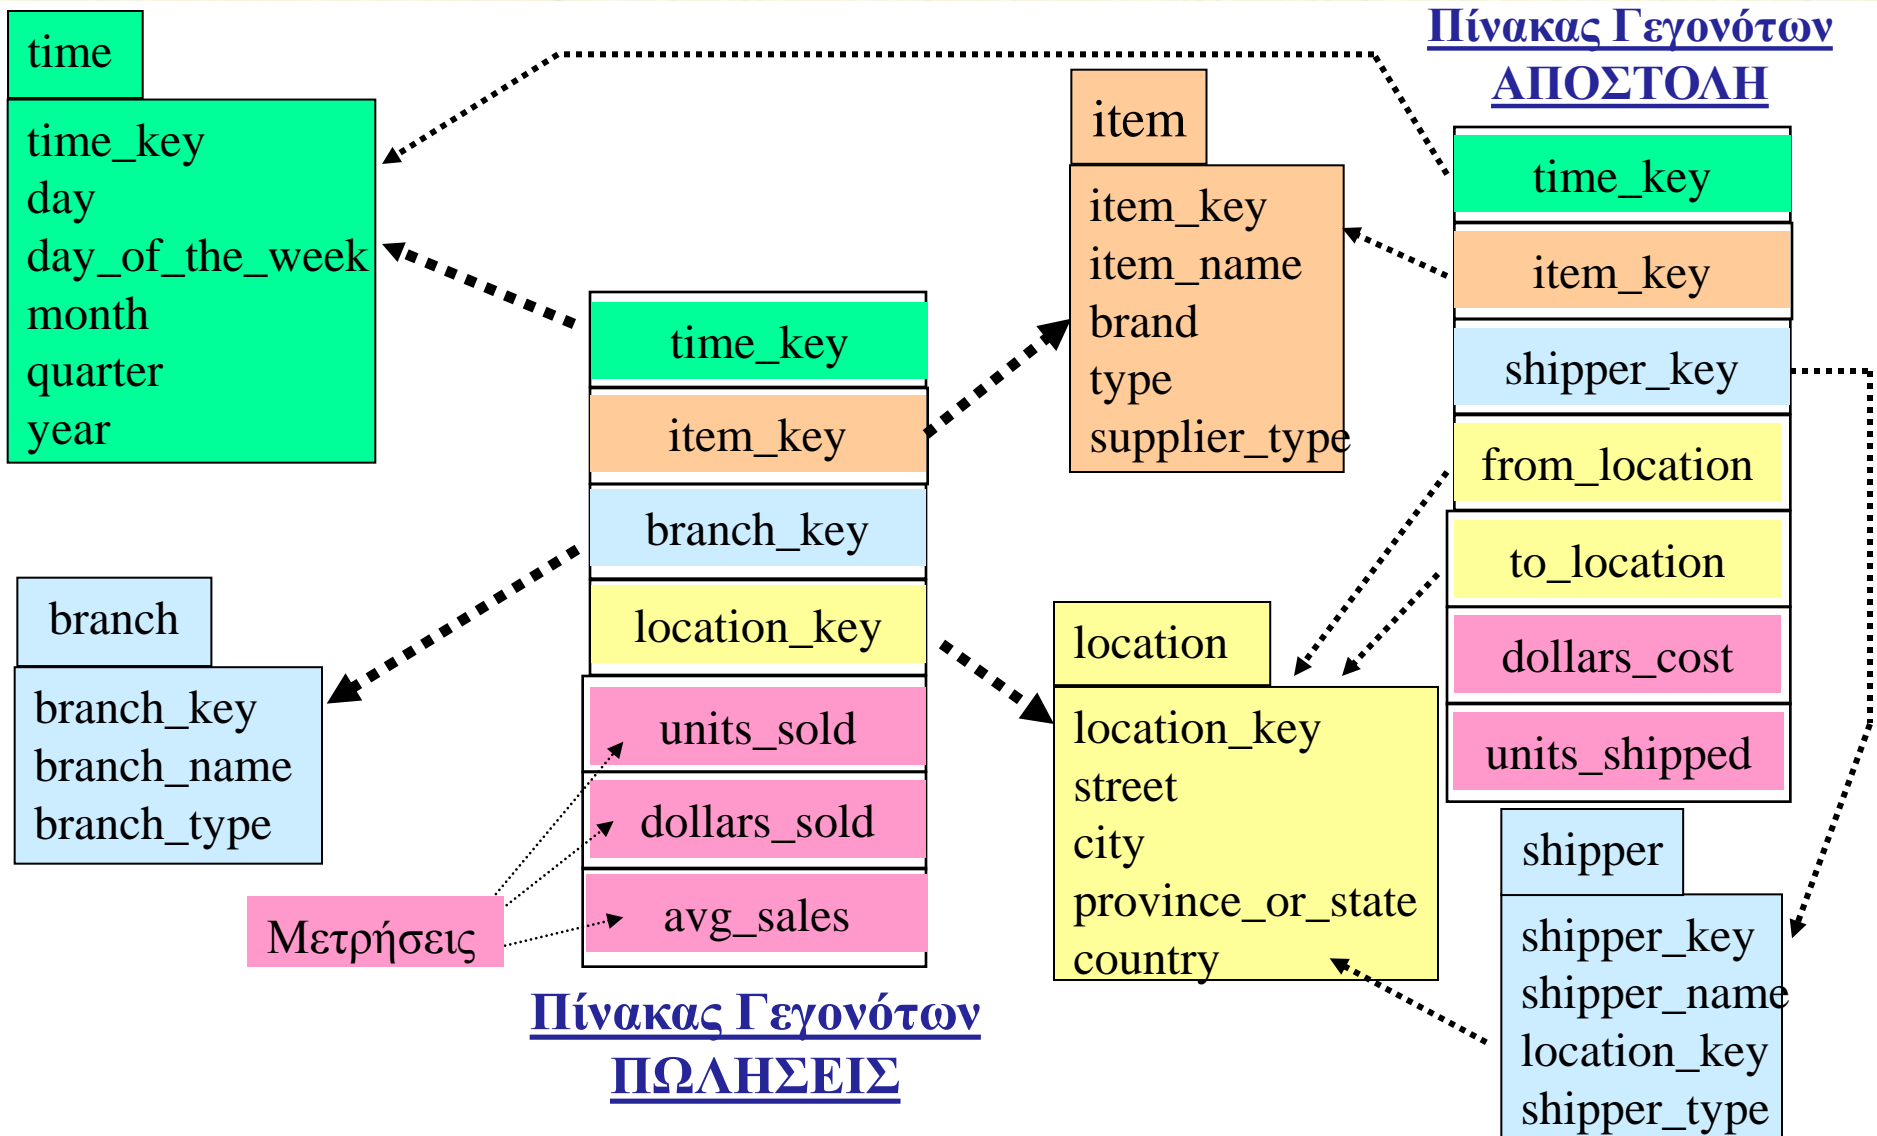 time
time_key
day
day_of_the_week
month
quarter
year
branch
branch_key
branch_name
branch_type
Μετρήσεις
time_key
item_key
branch_key
location_key
units_sold
dollars_sold
avg_sales
Πίνακας Γεγονότων
ΠΩΛΗΣΕΙΣ
item
item_key
item_name
brand
type
supplier_type
location
location_key
street
city
province_or_state
country
Πίνακας Γεγονότων
ΑΠΟΣΤΟΛΗ
time_key
item_key
shipper_key
from_location
to_location
dollars_cost
units_shipped
shipper
shipper_key
shipper_name
location_key
shipper_type